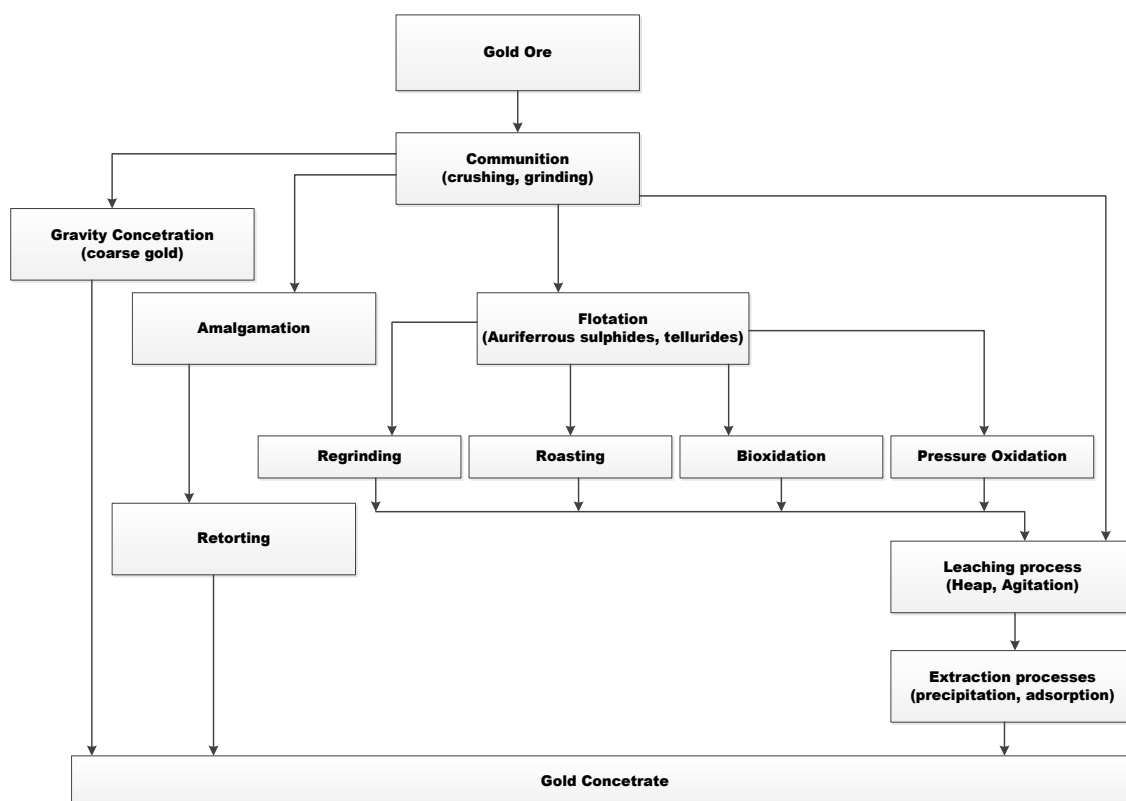 Gold Ore
Communition
(crushing, grinding)
Gravity Concetration
(coarse gold)
Amalgamation
Flotation
(Auriferrous sulphides, tellurides)
Regrinding
Roasting
Bioxidation
Pressure Oxidation
Retorting
Leaching process
(Heap, Agitation)
Extraction processes
(precipitation, adsorption)
Gold Concetrate